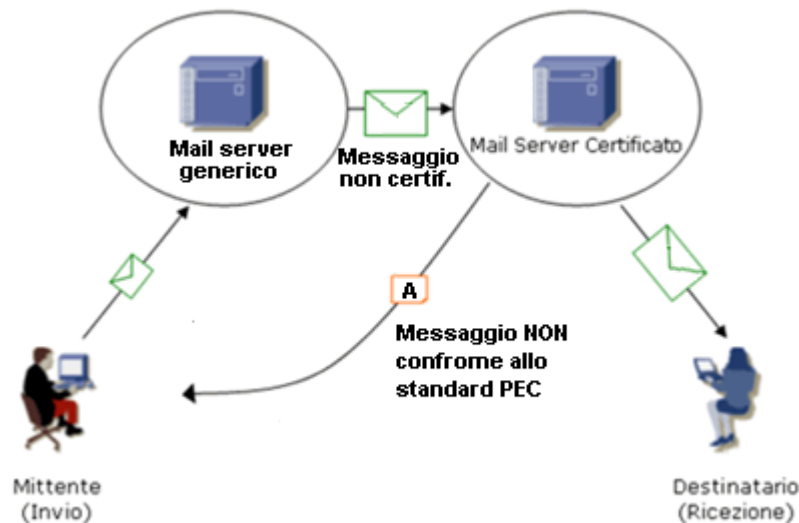 Mail server
generico
Messaggio
non certif.
Mail Server Certificato
A
Messaggio NON
confrome allo
standard PEC
Mittente
(Invio)
Destinatario
(Ricezione)